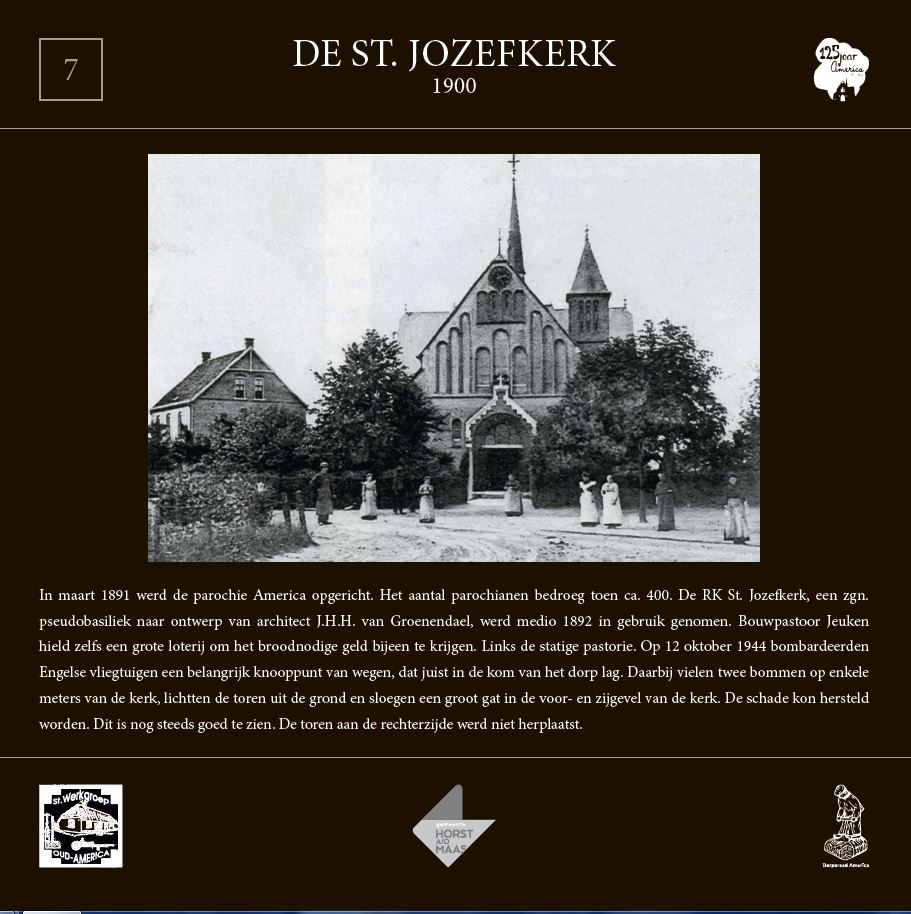 7
DE ST. JOZEFKERK
1900
125 jaar
America
In maart 1891 werd de parochie America opgericht. Het aantal parochianen bedroeg toen ca. 400. De RK St. Jozefkerk, een zgn.
pseudobasiliek naar ontwerp van architect J.H.H. van Groenendael, werd medio 1892 in gebruik genomen. Bouwpastoor Jeuken
hield zelfs een grote loterij om het broodnodige geld bijeen te krijgen. Links de statige pastorie. Op 12 oktober 1944 bombardeerden
Engelse vliegtuigen een belangrijk knooppunt van wegen, dat juist in de kom van het dorp lag. Daarbij vielen twee bommen op enkele
meters van de kerk, lichtten de toren uit de grond en sloegen een groot gat in de voor- en zijgevel van de kerk. De schade kon hersteld
worden. Dit is nog steeds goed te zien. De toren aan de rechterzijde werd niet herplaatst.
St. Werkgroep
OUD-AMERICA
gemeente
HORST
A/D
MAAS
Dorpsraad America